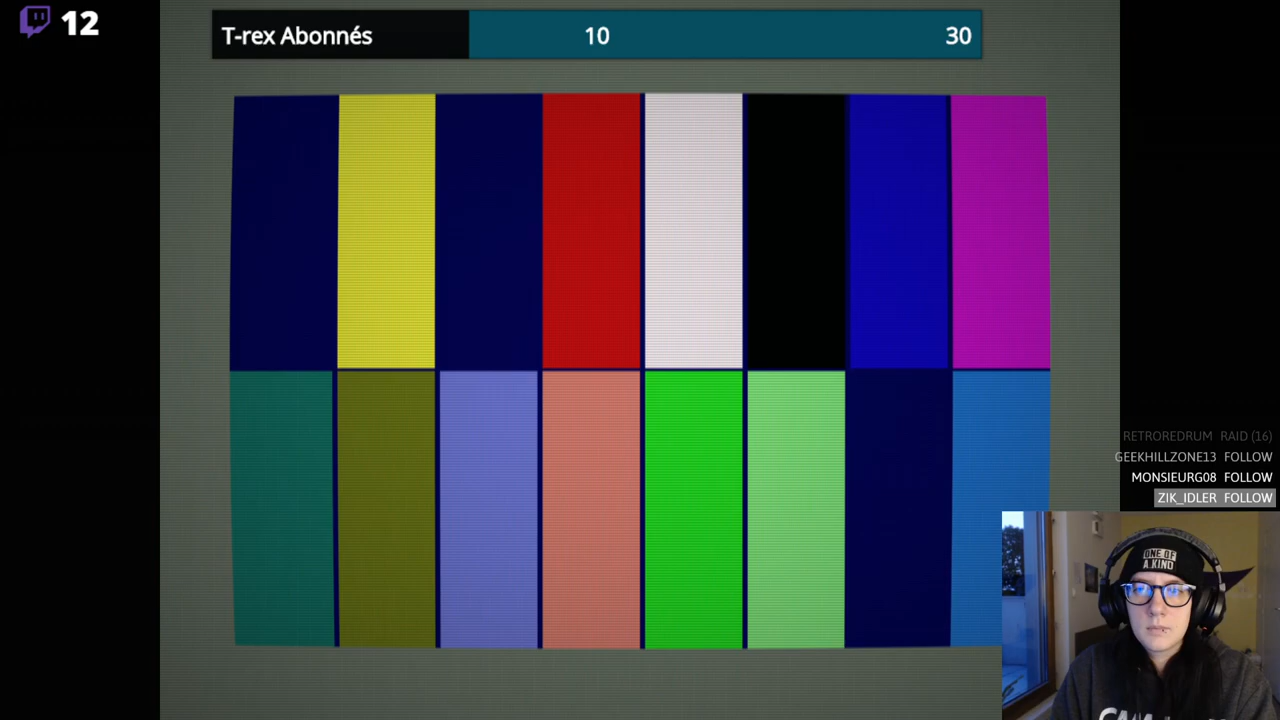 12
T-rex Abonnés 10 30
RETROREDRUM RAID (16)
GEEKHILLZONE13 FOLLOW
MONSIEURG08 FOLLOW
ZIK_IDLER FOLLOW
ONE OF
A.KIND